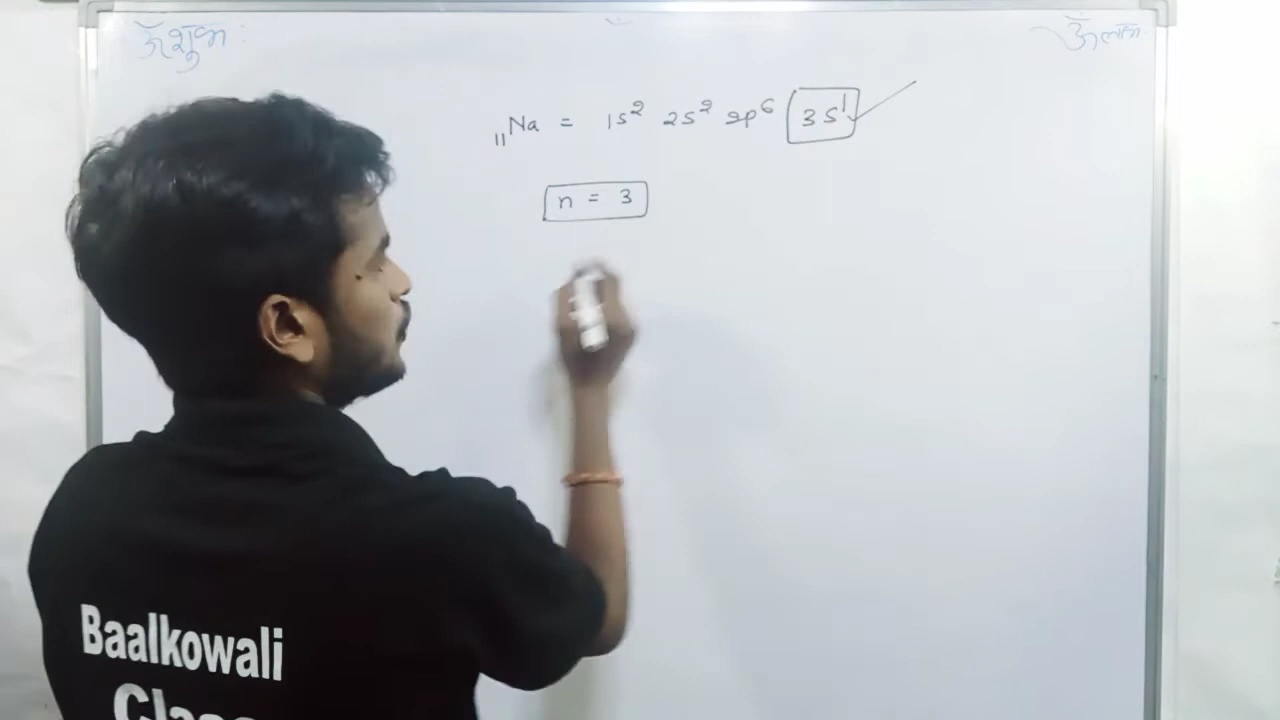 ₁₁Na = 1s² 2s² 2p⁶ 3s¹
n = 3
Baalkowali